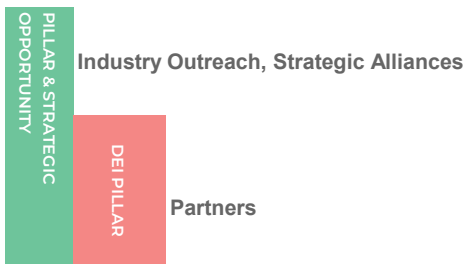 PILLAR & STRATEGIC
OPPORTUNITY
Industry Outreach, Strategic Alliances
DEI PILLAR
Partners